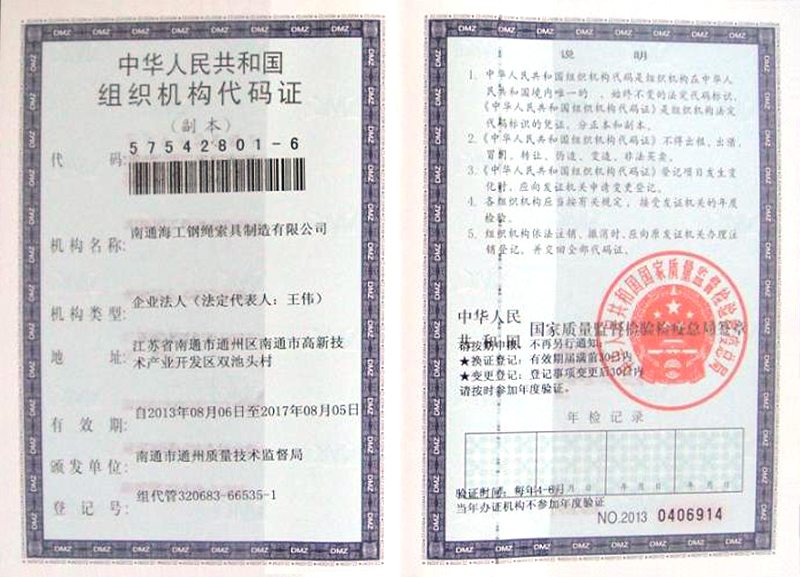 中华人民共和国
组织机构代码证
（副本）
代码: 57542801-6
机构名称: 南通海工钢绳索具制造有限公司
机构类型: 企业法人（法定代表人：王伟）
地址: 江苏省南通市通州区南通市高新技
术产业开发区双池头村
有效期: 自2013年08月06日至2017年08月05日
颁发单位: 南通市通州质量技术监督局
登记号: 组代管320683-66535-1
说明
1. 中华人民共和国组织机构代码是组织机构在中华人
民共和国境内唯一的、始终不变的法定代码标识，
《中华人民共和国组织机构代码证》是组织机构法定
代码标识的凭证，分正本和副本。
2. 《中华人民共和国组织机构代码证》不得出租、出借、
冒用、转让、伪造、变造、非法买卖。
3. 《中华人民共和国组织机构代码证》登记项目发生变
化时，应向发证机关申请变更登记。
4. 各组织机构应当按有关规定，接受发证机关的年度
检验。
5. 组织机构依法注销、撤消时，应向原发证机关办理注
销登记，并交回全部代码证。
中华人民
共和国 国家质量监督检验检疫总局签章
请按期申报，不再另行通知
★换证登记：有效期届满前30日内
★变更登记：登记事项变更后30日内
请按时参加年度验证。
年检记录
年 月 日 年 月 日 年 月 日
验证时间：每年4-6月
当年办证机构不参加年度验证
NO.2013 0406914